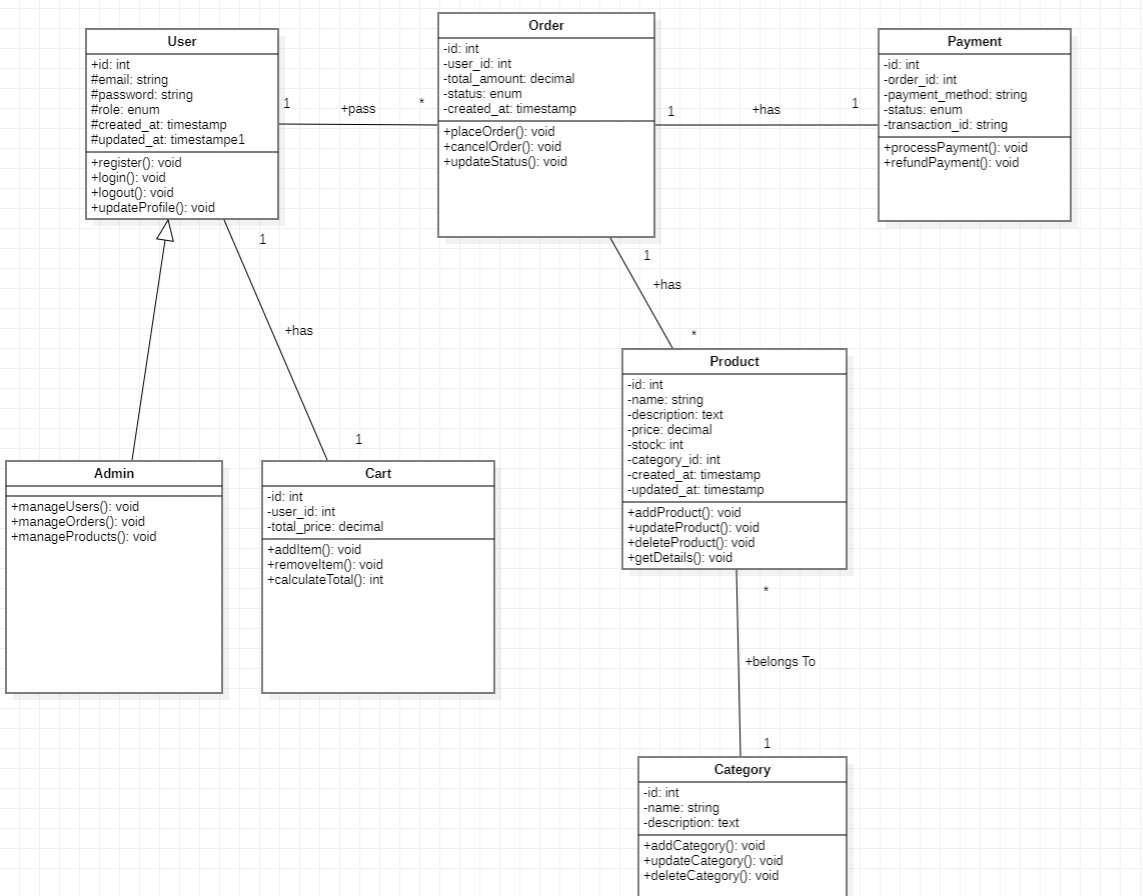 User
+id: int
#email: string
#password: string
#role: enum
#created_at: timestamp
#updated_at: timestampe1
+register(): void
+login(): void
+logout(): void
+updateProfile(): void
1
+pass
*
Order
-id: int
-user_id: int
-total_amount: decimal
-status: enum
-created_at: timestamp
+placeOrder(): void
+cancelOrder(): void
+updateStatus(): void
1
+has
1
Payment
-id: int
-order_id: int
-payment_method: string
-status: enum
-transaction_id: string
+processPayment(): void
+refundPayment(): void
1
+has
1
1
+has
*
Admin
+manageUsers(): void
+manageOrders(): void
+manageProducts(): void
Cart
-id: int
-user_id: int
-total_price: decimal
+addItem(): void
+removeItem(): void
+calculateTotal(): int
Product
-id: int
-name: string
-description: text
-price: decimal
-stock: int
-category_id: int
-created_at: timestamp
-updated_at: timestamp
+addProduct(): void
+updateProduct(): void
+deleteProduct(): void
+getDetails(): void
*
+belongs To
1
Category
-id: int
-name: string
-description: text
+addCategory(): void
+updateCategory(): void
+deleteCategory(): void